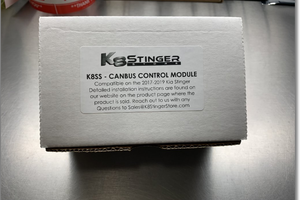 K8 STINGER
K8SS - CANBUS CONTROL MODULE
Compatible on the 2017-2019 Kia Stinger
Detailed installation instructions are found on
our website on the product page where the
product is sold. Reach out to us with any
Questions to Sales@K8StingerStore.com